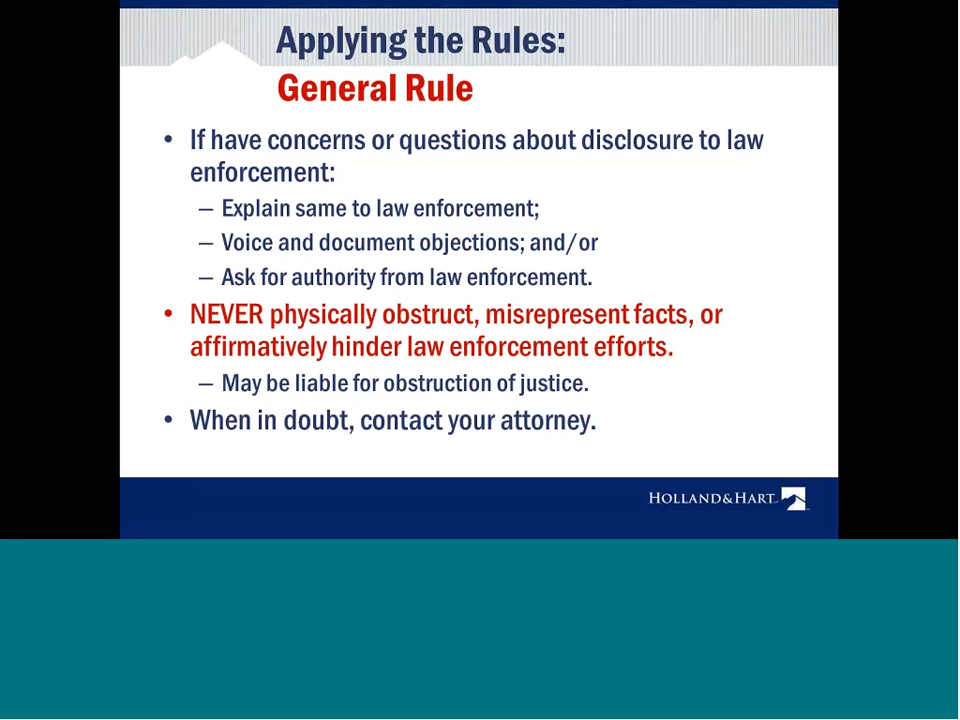 Applying the Rules:
General Rule
• If have concerns or questions about disclosure to law
enforcement:
– Explain same to law enforcement;
– Voice and document objections; and/or
– Ask for authority from law enforcement.
• NEVER physically obstruct, misrepresent facts, or
affirmatively hinder law enforcement efforts.
– May be liable for obstruction of justice.
• When in doubt, contact your attorney.
HOLLAND&HART